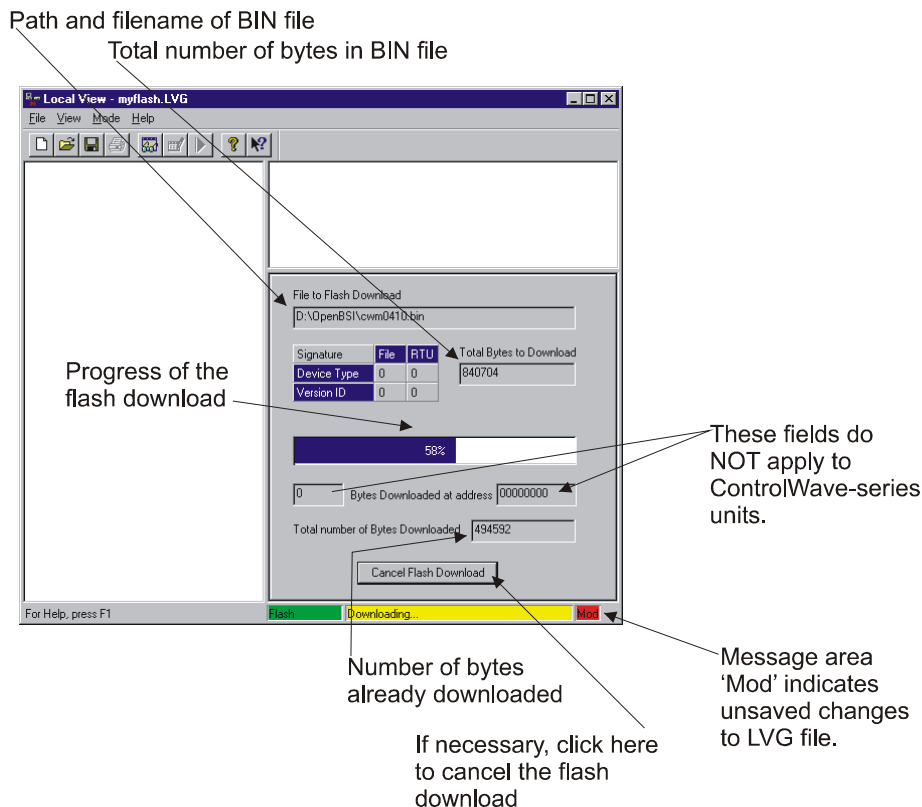 Path and filename of BIN file
Total number of bytes in BIN file
Local View - myflash.LVG
File View Mode Help
File to Flash Download
D:\OpenBSI\cwm0410.bin
Signature File RTU
Device Type 0 0
Version ID 0 0
Total Bytes to Download
840704
Progress of the
flash download
58%
These fields do
NOT apply to
ControlWave-series
units.
0 Bytes Downloaded at address 00000000
Total number of Bytes Downloaded 494592
Cancel Flash Download
For Help, press F1
Flash
Downloading...
Mod
Number of bytes
already downloaded
Message area
‘Mod’ indicates
unsaved changes
to LVG file.
If necessary, click here
to cancel the flash
download